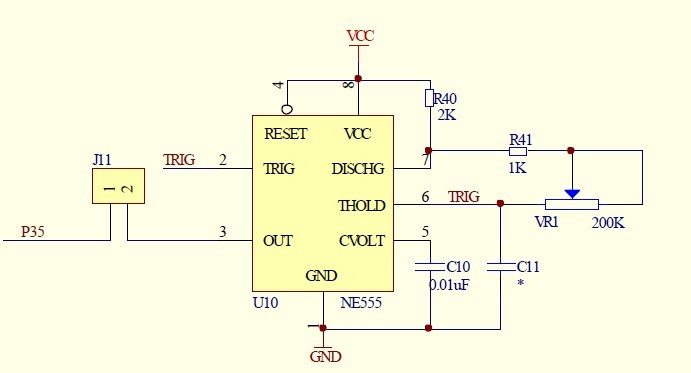 VCC
4
8
R40
2K
RESET
VCC
J11
1
2
TRIG
2
TRIG
DISCHG
7
R41
1K
THOLD
6
TRIG
VR1
200K
P35
3
OUT
CVOLT
5
GND
C10
0.01uF
C11
*
U10
NE555
1
GND